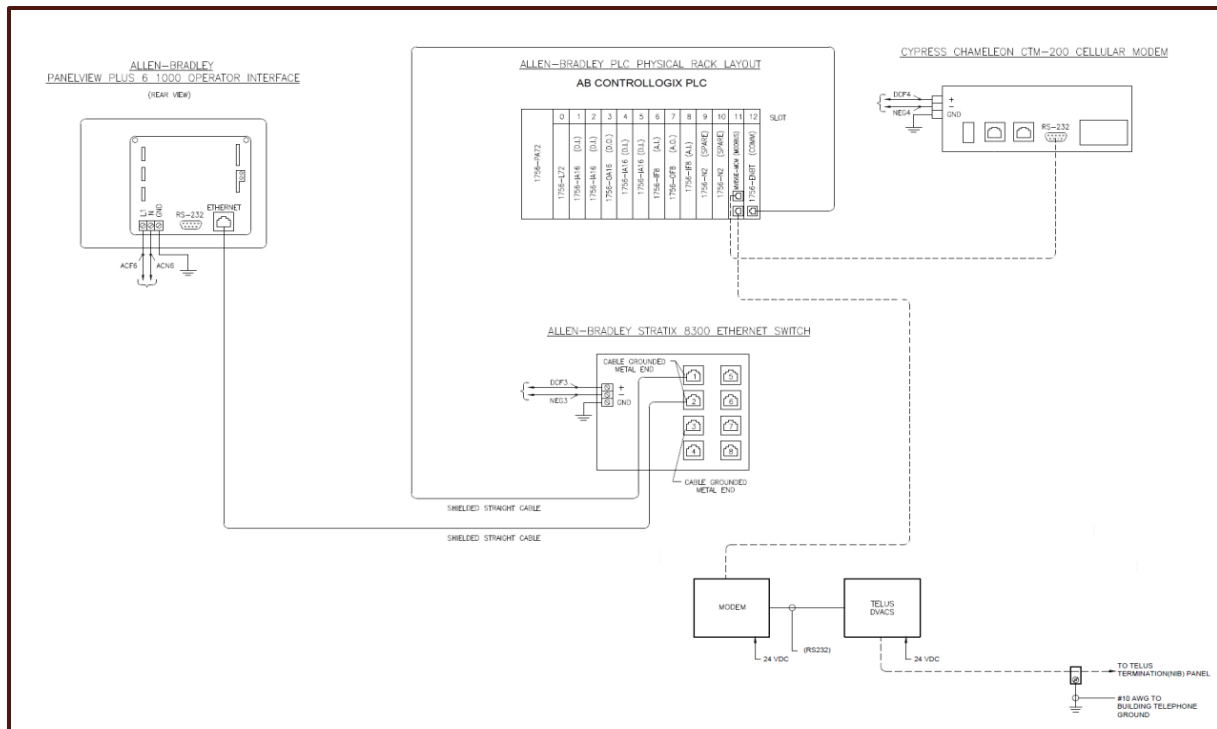 ALLEN-BRADLEY
PANELVIEW PLUS 6 1000 OPERATOR INTERFACE
(REAR VIEW)
L1
N
GND
RS-232
ETHERNET
ACF6
ACN6
ALLEN-BRADLEY PLC PHYSICAL RACK LAYOUT
AB CONTROLLOGIX PLC
0 1 2 3 4 5 6 7 8 9 10 11 12 SLOT
1756-PA72
1756-L72
1756-IA16 (D.I.)
1756-IA16 (D.I.)
1756-OA16 (D.O.)
1756-IA16 (D.I.)
1756-IA16 (D.I.)
1756-IF8 (A.I.)
1756-OF8 (A.O.)
1756-IF8 (A.I.)
1756-N2 (SPARE)
1756-N2 (SPARE)
(MODBUS)
1756-ENBT (COMM)
CYPRESS CHAMELEON CTM-200 CELLULAR MODEM
DCF4
NEG4
+
-
GND
RS-232
ALLEN-BRADLEY STRATIX 8300 ETHERNET SWITCH
CABLE GROUNDED
METAL END
DCF3
NEG3
+
-
GND
1 5
2 6
3 7
4 8
CABLE GROUNDED
METAL END
SHIELDED STRAIGHT CABLE
SHIELDED STRAIGHT CABLE
MODEM
24 VDC
(RS232)
TELUS
DVACS
24 VDC
TO TELUS
TERMINATION(NIB) PANEL
#10 AWG TO
BUILDING TELEPHONE
GROUND